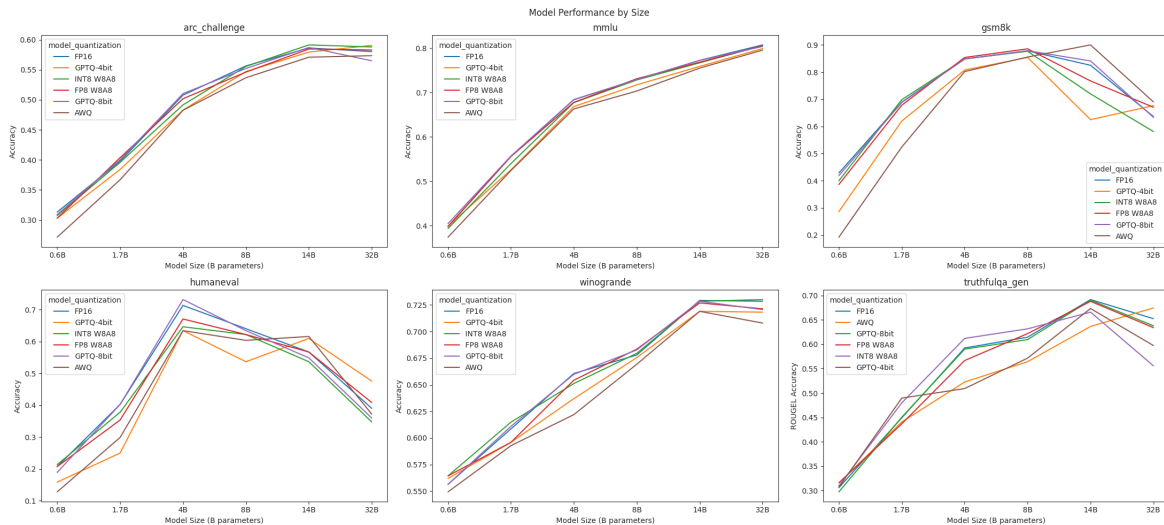 Model Performance by Size
arc_challenge
model_quantization
FP16
GPTQ-4bit
INT8 W8A8
FP8 W8A8
GPTQ-8bit
AWQ
0.60
0.55
0.50
0.45
0.40
0.35
0.30
Accuracy
0.6B 1.7B 4B 8B 14B 32B
Model Size (B parameters)
mmlu
model_quantization
FP16
GPTQ-4bit
INT8 W8A8
FP8 W8A8
GPTQ-8bit
AWQ
0.8
0.7
0.6
0.5
0.4
Accuracy
0.6B 1.7B 4B 8B 14B 32B
Model Size (B parameters)
gsm8k
0.9
0.8
0.7
0.6
0.5
0.4
0.3
0.2
Accuracy
model_quantization
FP16
GPTQ-4bit
INT8 W8A8
FP8 W8A8
GPTQ-8bit
AWQ
0.6B 1.7B 4B 8B 14B 32B
Model Size (B parameters)
humaneval
model_quantization
FP16
GPTQ-4bit
INT8 W8A8
FP8 W8A8
GPTQ-8bit
AWQ
0.7
0.6
0.5
0.4
0.3
0.2
0.1
Accuracy
0.6B 1.7B 4B 8B 14B 32B
Model Size (B parameters)
winogrande
model_quantization
FP16
GPTQ-4bit
INT8 W8A8
FP8 W8A8
GPTQ-8bit
AWQ
0.725
0.700
0.675
0.650
0.625
0.600
0.575
0.550
Accuracy
0.6B 1.7B 4B 8B 14B 32B
Model Size (B parameters)
truthfulqa_gen
model_quantization
FP16
AWQ
GPTQ-8bit
FP8 W8A8
INT8 W8A8
GPTQ-4bit
0.70
0.65
0.60
0.55
0.50
0.45
0.40
0.35
0.30
ROUGEL Accuracy
0.6B 1.7B 4B 8B 14B 32B
Model Size (B parameters)